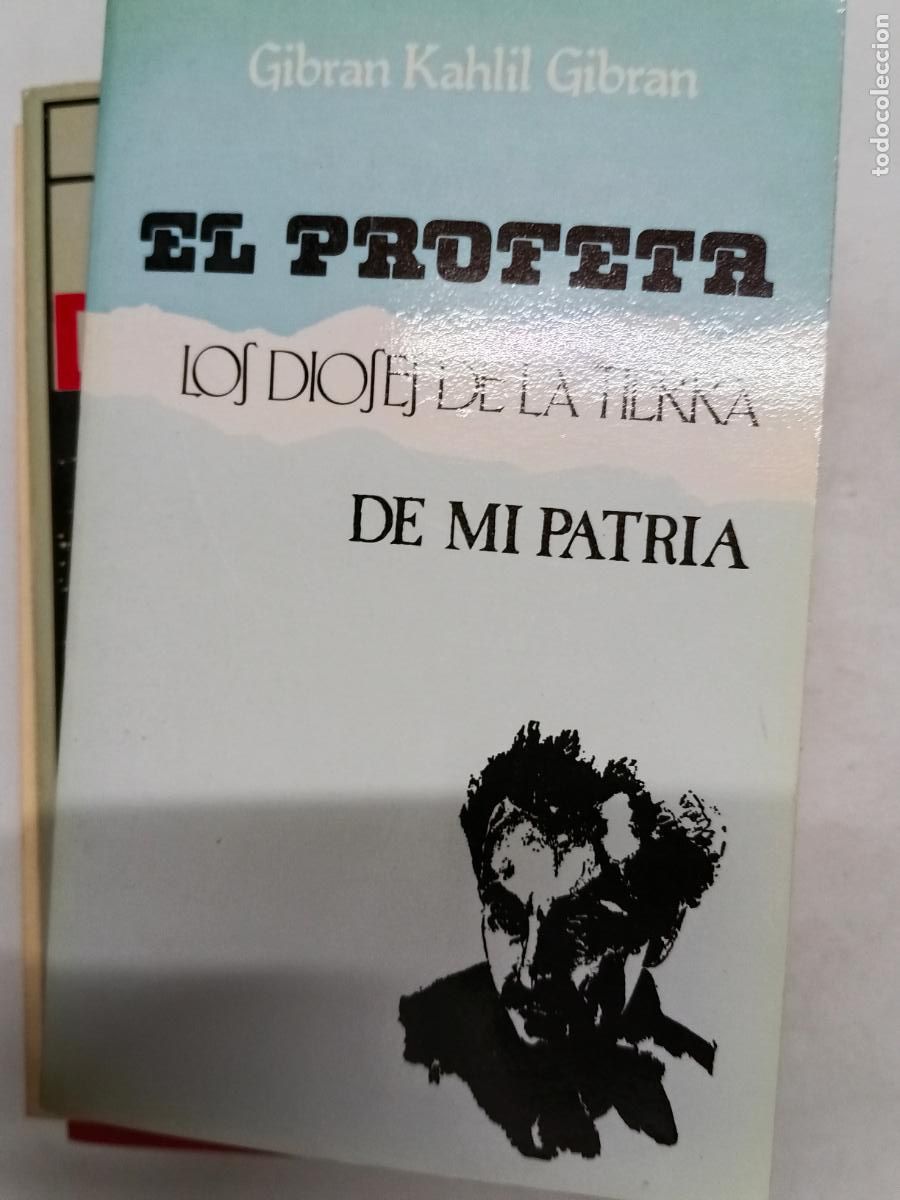 Gibran Kahlil Gibran
EL PROFETA
LOS DIOSES DE LA TIERRA
DE MI PATRIA
todocoleccion